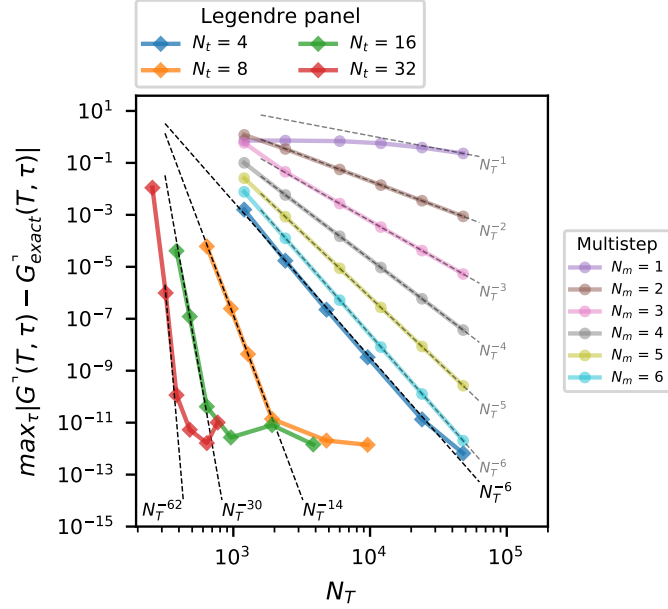 Legendre panel
N_t = 4
N_t = 16
N_t = 8
N_t = 32
max_τ|G^⌝(T, τ) − G^⌝_exact(T, τ)|
10^1
10^−1
10^−3
10^−5
10^−7
10^−9
10^−11
10^−13
10^−15
N_T^−1
N_T^−2
N_T^−3
N_T^−4
N_T^−5
N_T^−6
N_T^−6
N_T^−62
N_T^−30
N_T^−14
10^3
10^4
10^5
N_T
Multistep
N_m = 1
N_m = 2
N_m = 3
N_m = 4
N_m = 5
N_m = 6